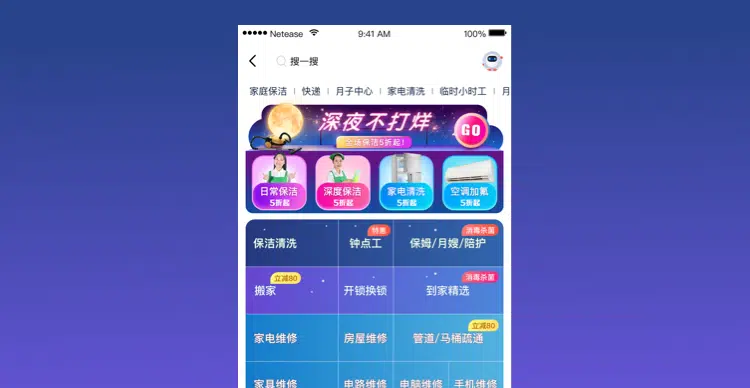 Netease 9:41 AM 100%
搜一搜
家庭保洁 | 快递 | 月子中心 | 家电清洗 | 临时小时工 | 月
深夜不打烊
全场保洁5折起!
GO
日常保洁 深度保洁 家电清洗 空调加氟
5折起 5折起 5折起 5折起
特惠 消毒杀菌
保洁清洗 钟点工 保姆/月嫂/陪护
立减80 消毒杀菌
搬家 开锁换锁 到家精选
立减80
家电维修 房屋维修 管道/马桶疏通
家具维修 电路维修 电脑维修 手机维修